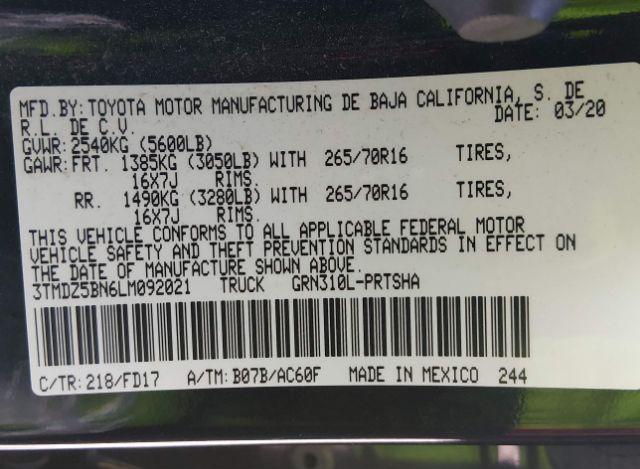 MFD.BY:TOYOTA MOTOR MANUFACTURING DE BAJA CALIFORNIA, S. DE
R.L. DE C.V. DATE: 03/20
GVWR:2540KG (5600LB)
GAWR:FRT. 1385KG (3050LB) WITH 265/70R16 TIRES,
16X7J RIMS.
RR. 1490KG (3280LB) WITH 265/70R16 TIRES,
16X7J RIMS.
THIS VEHICLE CONFORMS TO ALL APPLICABLE FEDERAL MOTOR
VEHICLE SAFETY AND THEFT PREVENTION STANDARDS IN EFFECT ON
THE DATE OF MANUFACTURE SHOWN ABOVE.
3TMDZ5BN6LM092021 TRUCK GRN310L-PRTSHA
C/TR:218/FD17 A/TM:B07B/AC60F MADE IN MEXICO 244